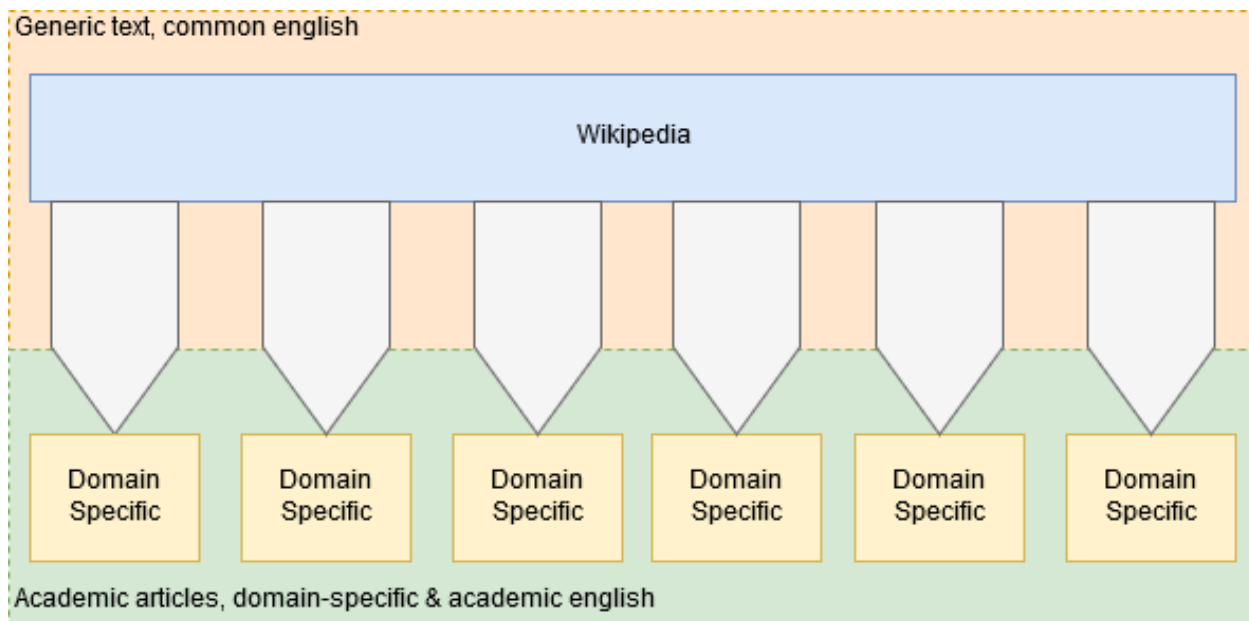 Generic text, common english
Wikipedia
Domain
Specific
Domain
Specific
Domain
Specific
Domain
Specific
Domain
Specific
Domain
Specific
Academic articles, domain-specific & academic english